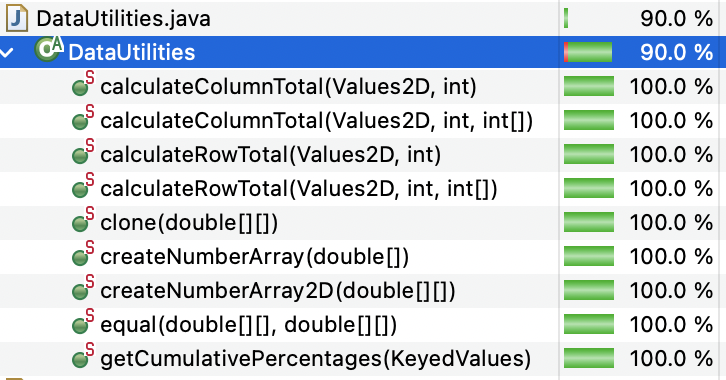 DataUtilities.java 90.0 %
DataUtilities 90.0 %
calculateColumnTotal(Values2D, int) 100.0 %
calculateColumnTotal(Values2D, int, int[]) 100.0 %
calculateRowTotal(Values2D, int) 100.0 %
calculateRowTotal(Values2D, int, int[]) 100.0 %
clone(double[][]) 100.0 %
createNumberArray(double[]) 100.0 %
createNumberArray2D(double[][]) 100.0 %
equal(double[][], double[][]) 100.0 %
getCumulativePercentages(KeyedValues) 100.0 %